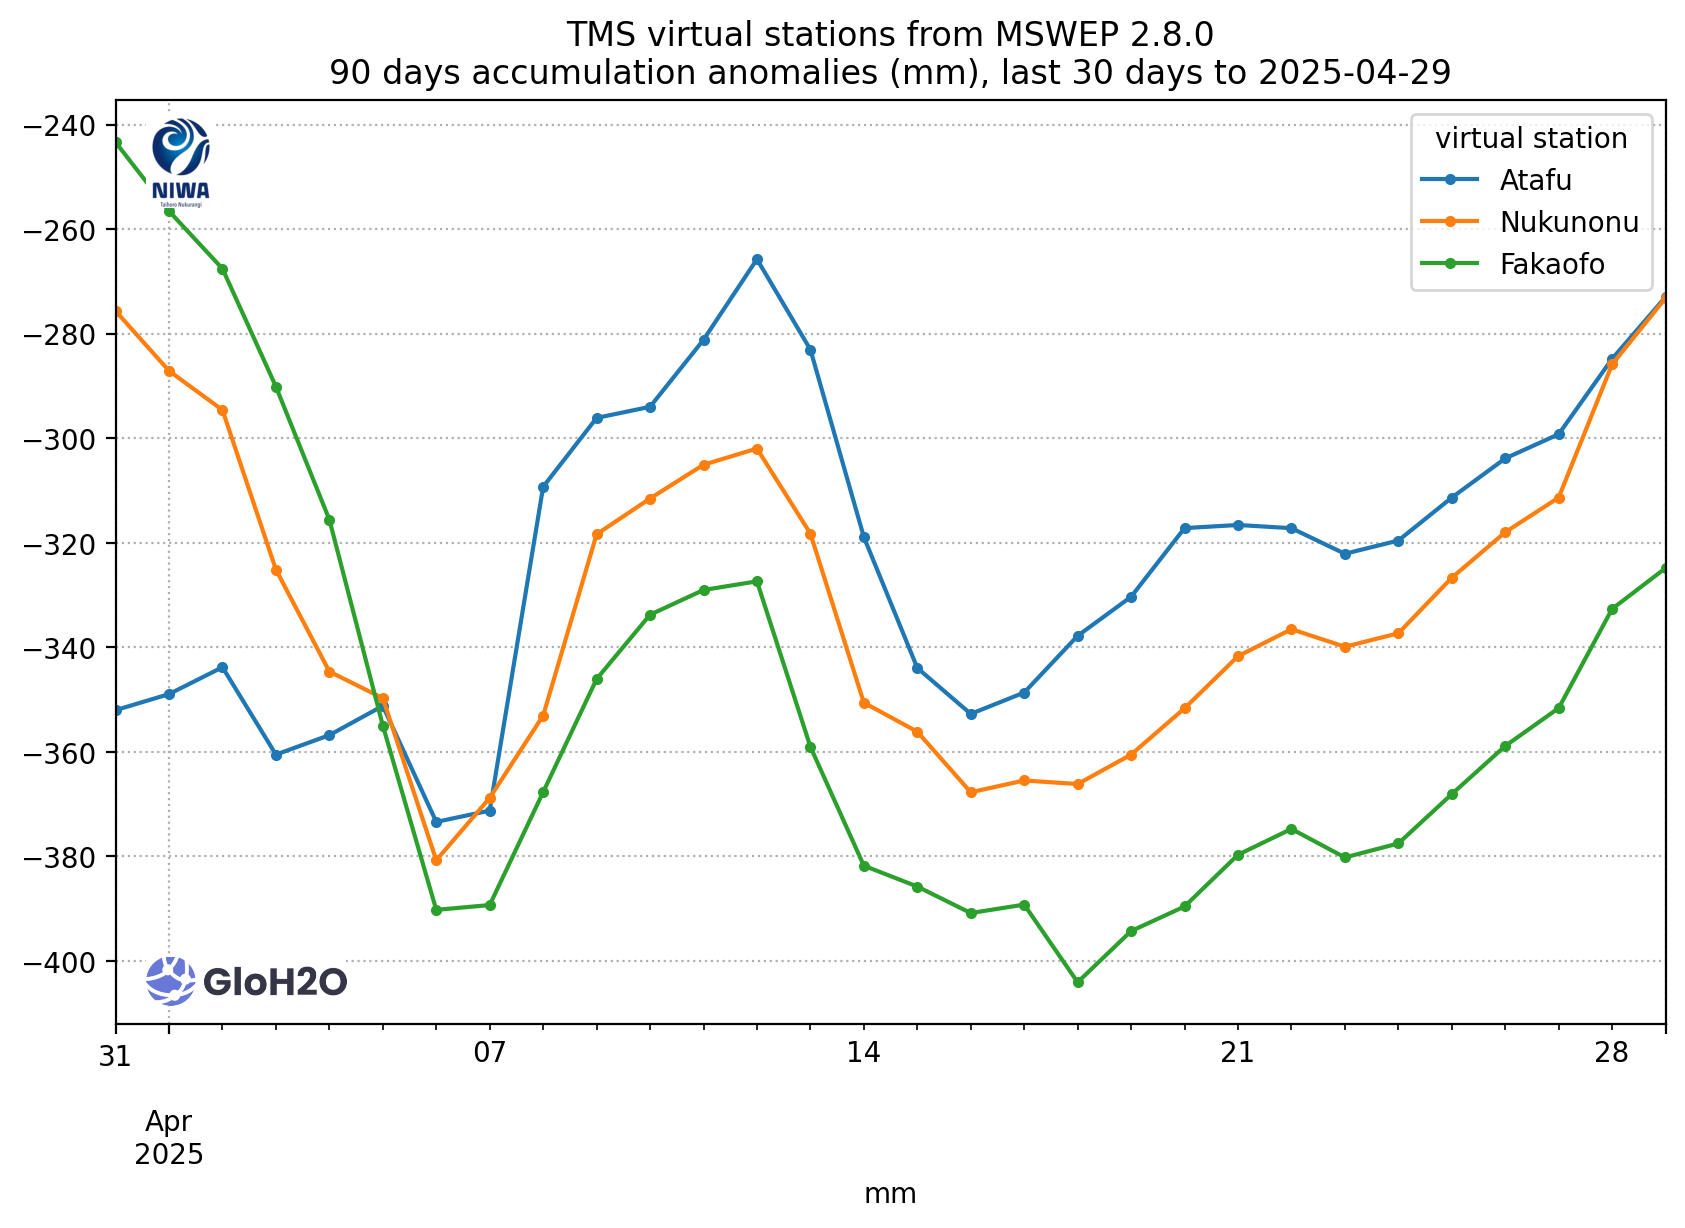 TMS virtual stations from MSWEP 2.8.0
90 days accumulation anomalies (mm), last 30 days to 2025-04-29
−240
−260
−280
−300
−320
−340
−360
−380
−400
NIWA
Taihoro Nukurangi
virtual station
Atafu
Nukunonu
Fakaofo
GloH2O
31
07
14
21
28
Apr
2025
mm